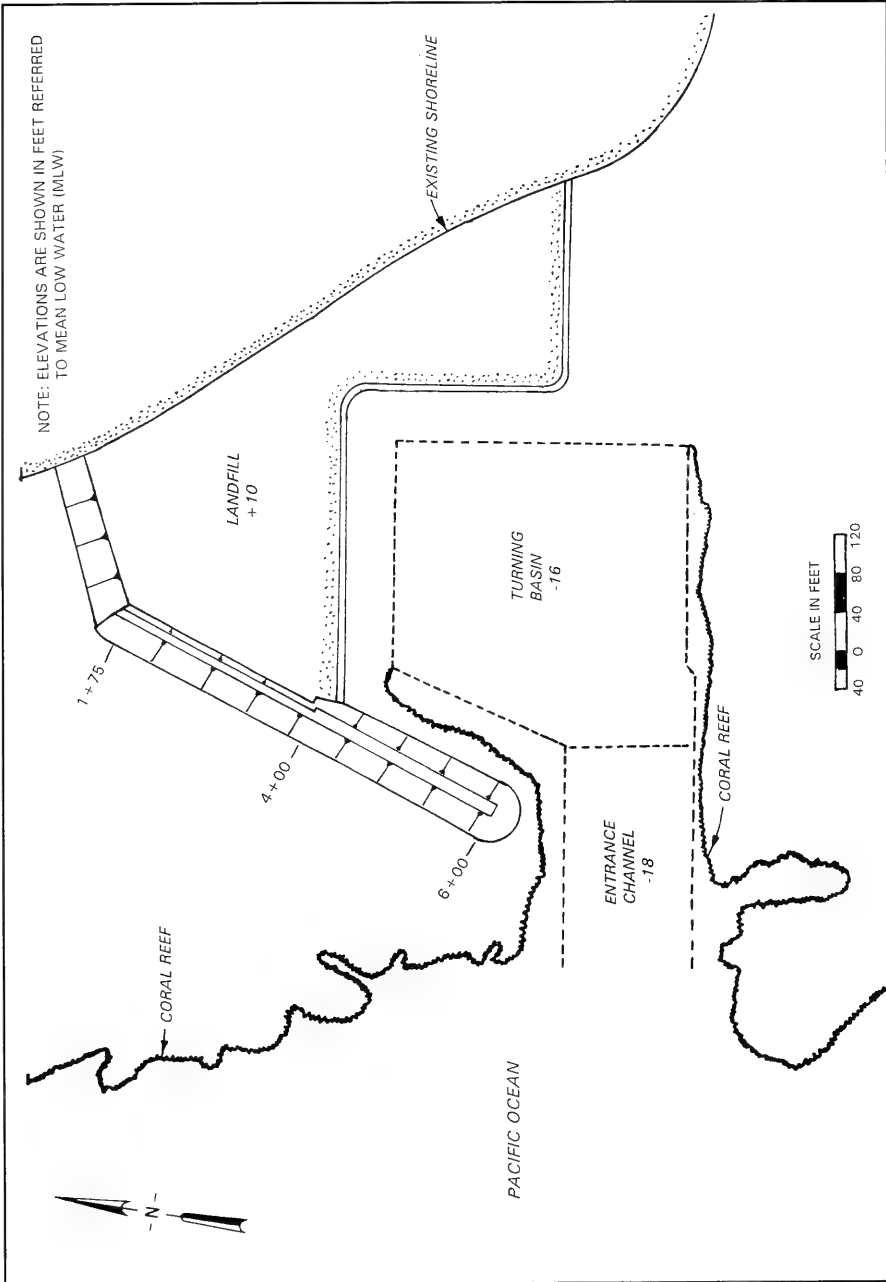 NOTE: ELEVATIONS ARE SHOWN IN FEET REFERRED
TO MEAN LOW WATER (MLW)
EXISTING SHORELINE
LANDFILL
+10
1+75
4+00
6+00
TURNING
BASIN
-16
ENTRANCE
CHANNEL
-18
CORAL REEF
CORAL REEF
PACIFIC OCEAN
-N-
SCALE IN FEET
40 0 40 80 120